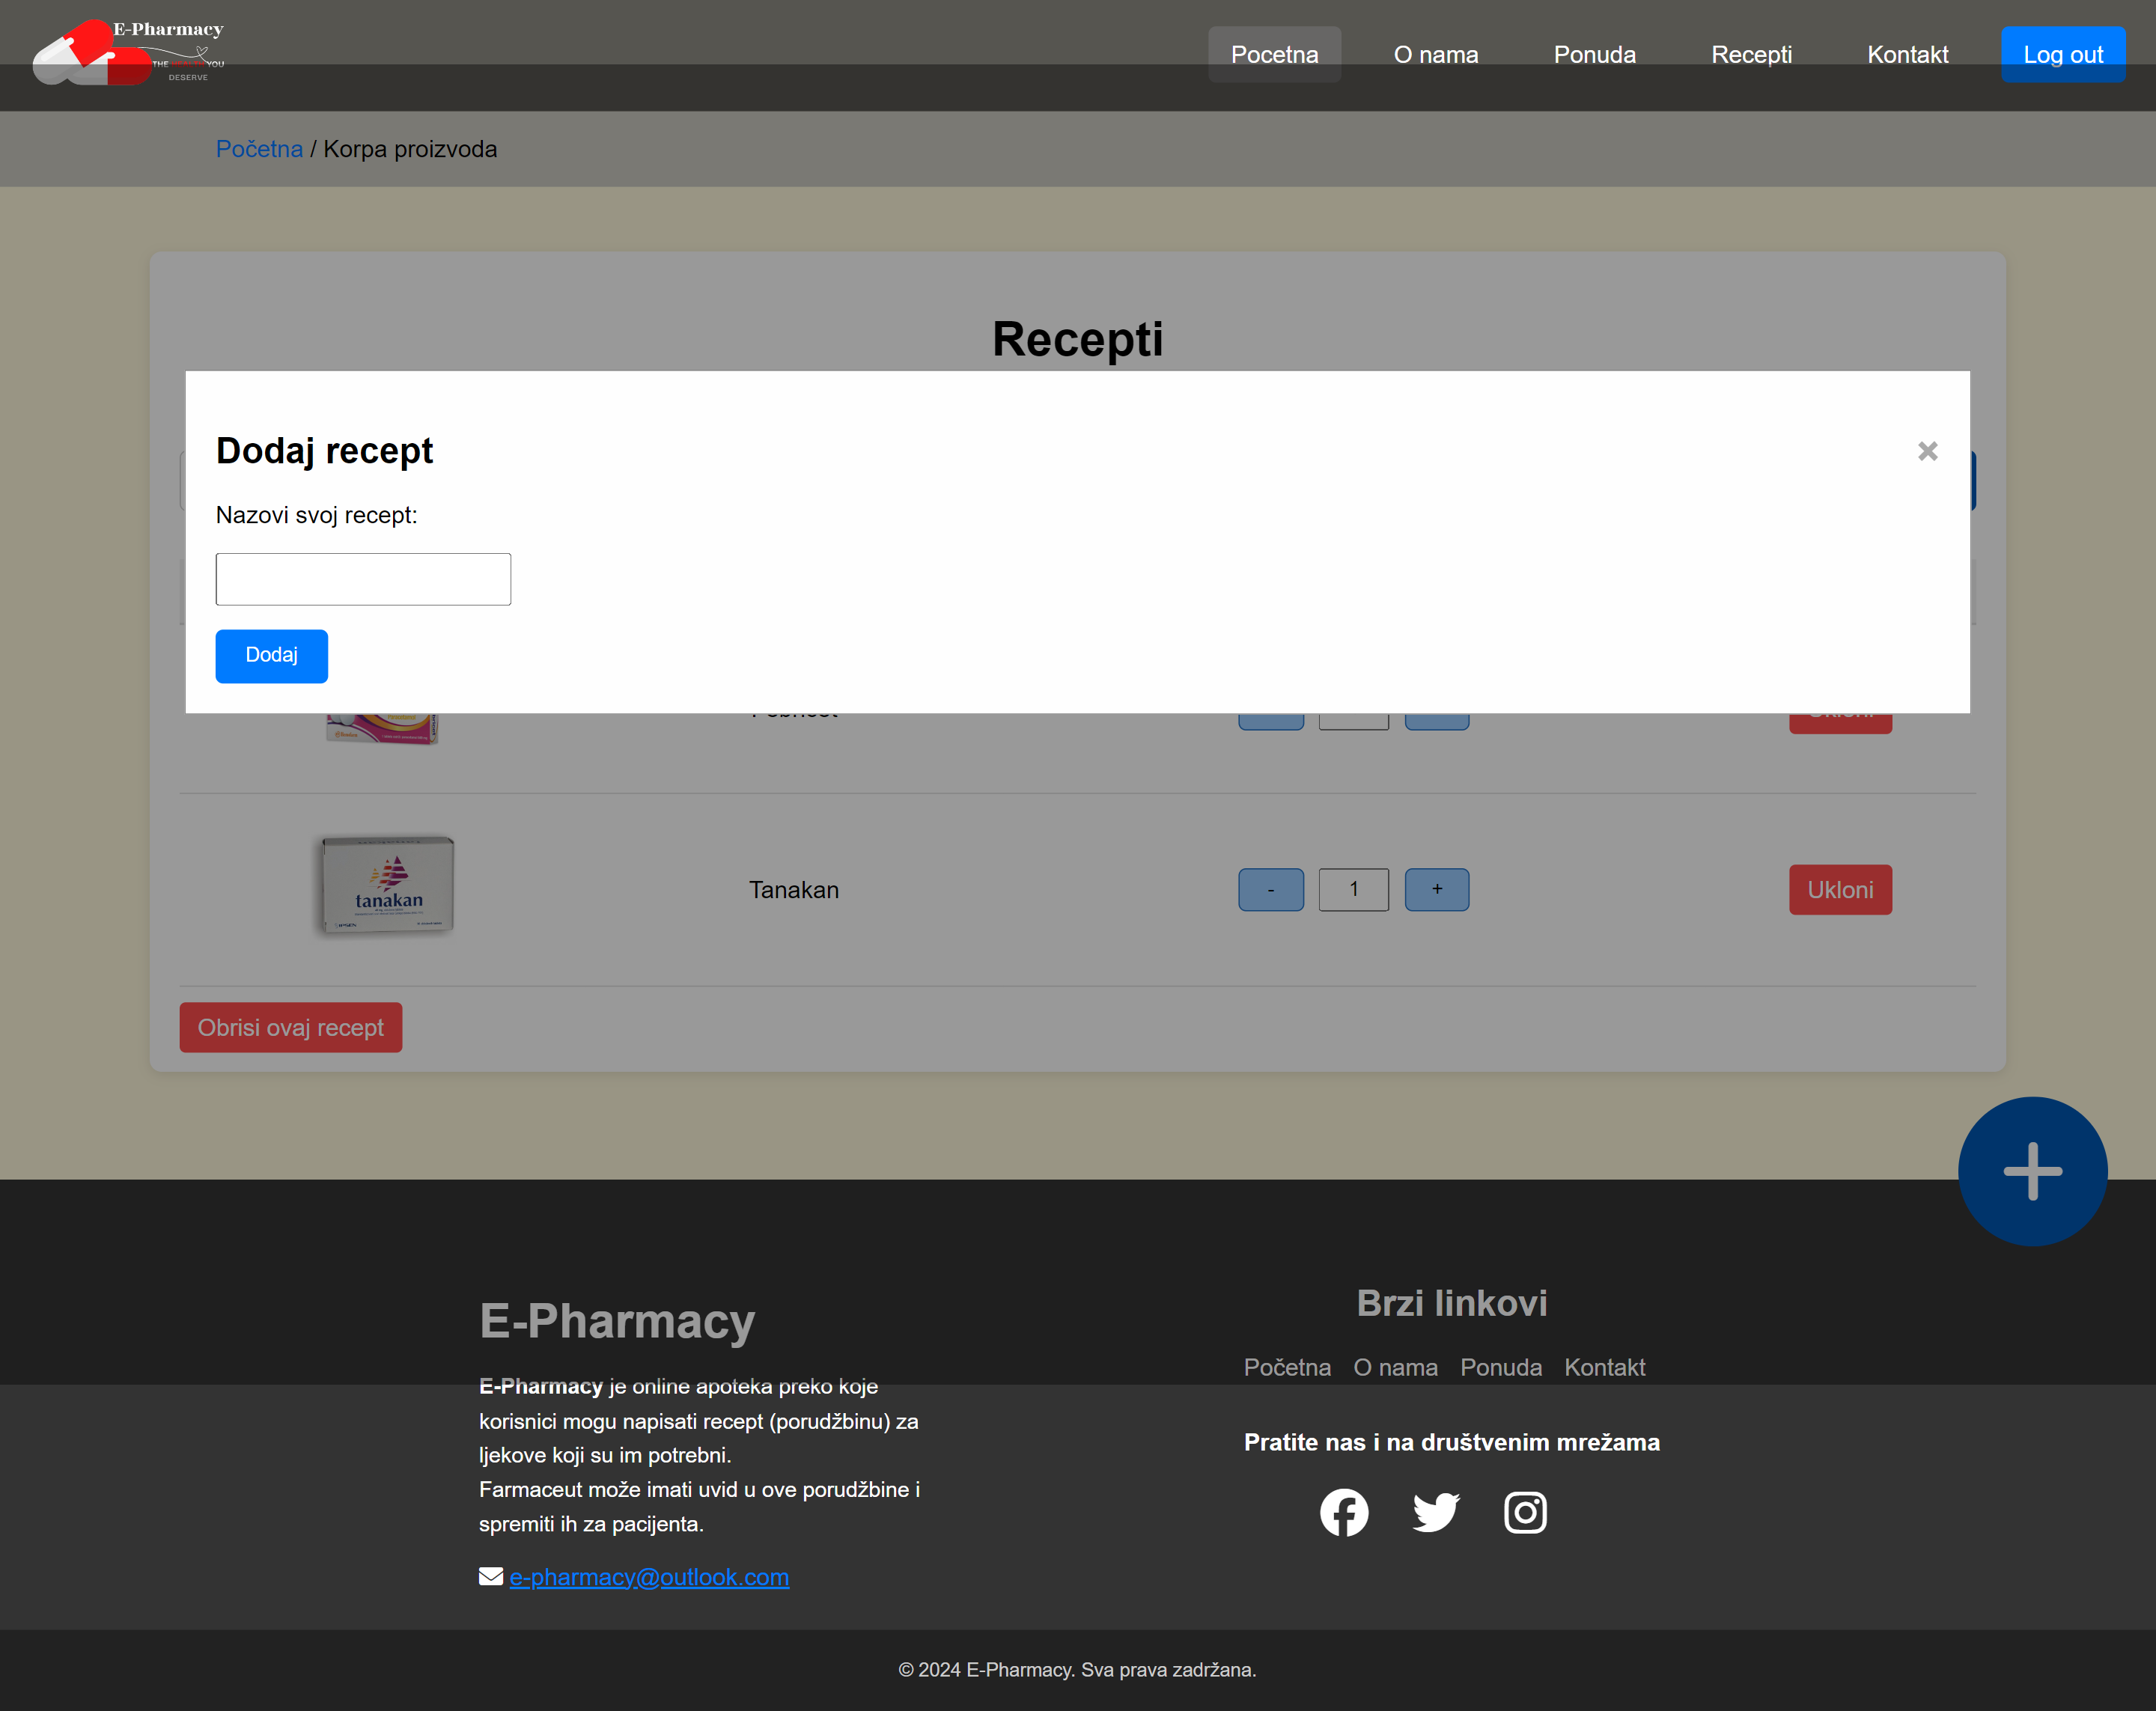 E-Pharmacy
THE HEALTH YOU
DESERVE
Pocetna
O nama
Ponuda
Recepti
Kontakt
Log out
Početna / Korpa proizvoda
Recepti
Dodaj recept
×
Nazovi svoj recept:
Dodaj
Ukloni
tanakan
Tanakan
-
1
+
Ukloni
Obrisi ovaj recept
+
E-Pharmacy
E-Pharmacy je online apoteka preko koje
korisnici mogu napisati recept (porudžbinu) za
ljekove koji su im potrebni.
Farmaceut može imati uvid u ove porudžbine i
spremiti ih za pacijenta.
e-pharmacy@outlook.com
Brzi linkovi
Početna
O nama
Ponuda
Kontakt
Pratite nas i na društvenim mrežama
© 2024 E-Pharmacy. Sva prava zadržana.